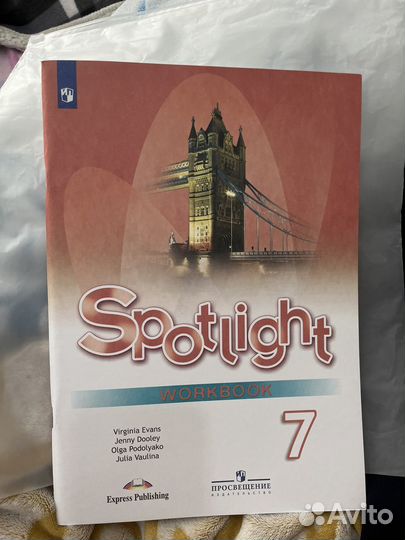 Spotlight
WORKBOOK
7
Virginia Evans
Jenny Dooley
Olga Podolyako
Julia Vaulina
Express Publishing
ПРОСВЕЩЕНИЕ
ИЗДАТЕЛЬСТВО
Avito